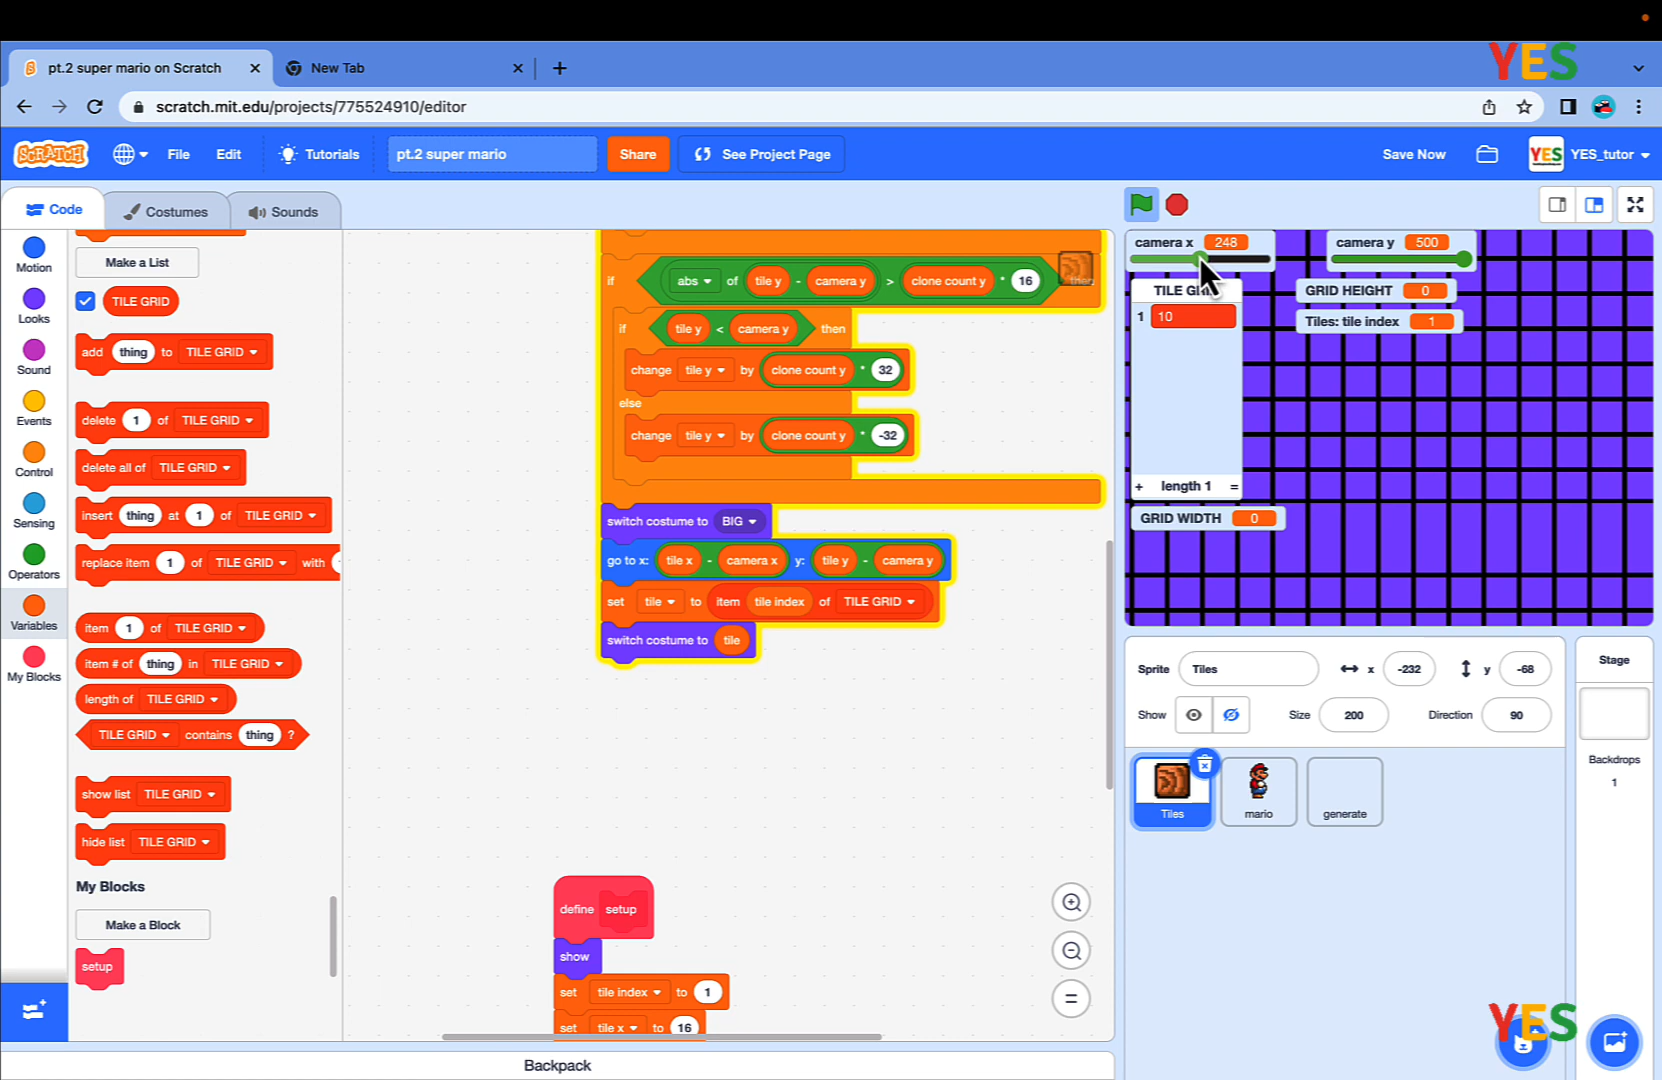 YES
pt.2 super mario on Scratch
New Tab
scratch.mit.edu/projects/775524910/editor
SCRATCH
File
Edit
Tutorials
pt.2 super mario
Share
See Project Page
Save Now
YES
YES_tutor
Code
Costumes
Sounds
Motion
Looks
Sound
Events
Control
Sensing
Operators
Variables
My Blocks
Make a List
TILE GRID
add thing to TILE GRID
delete 1 of TILE GRID
delete all of TILE GRID
insert thing at 1 of TILE GRID
replace item 1 of TILE GRID with
item 1 of TILE GRID
item # of thing in TILE GRID
length of TILE GRID
TILE GRID contains thing ?
show list TILE GRID
hide list TILE GRID
My Blocks
Make a Block
setup
if abs of tile y - camera y > clone count y * 16 then
if tile y < camera y then
change tile y by clone count y * 32
else
change tile y by clone count y * -32
switch costume to BIG
go to x: tile x - camera x y: tile y - camera y
set tile to item tile index of TILE GRID
switch costume to tile
define setup
show
set tile index to 1
set tile x to 16
Backpack
camera x 248
camera y 500
TILE GRI
1 10
+ length 1 =
GRID HEIGHT 0
Tiles: tile index 1
GRID WIDTH 0
Sprite Tiles x -232 y -68
Show Size 200 Direction 90
Tiles
mario
generate
Stage
Backdrops
1
YES